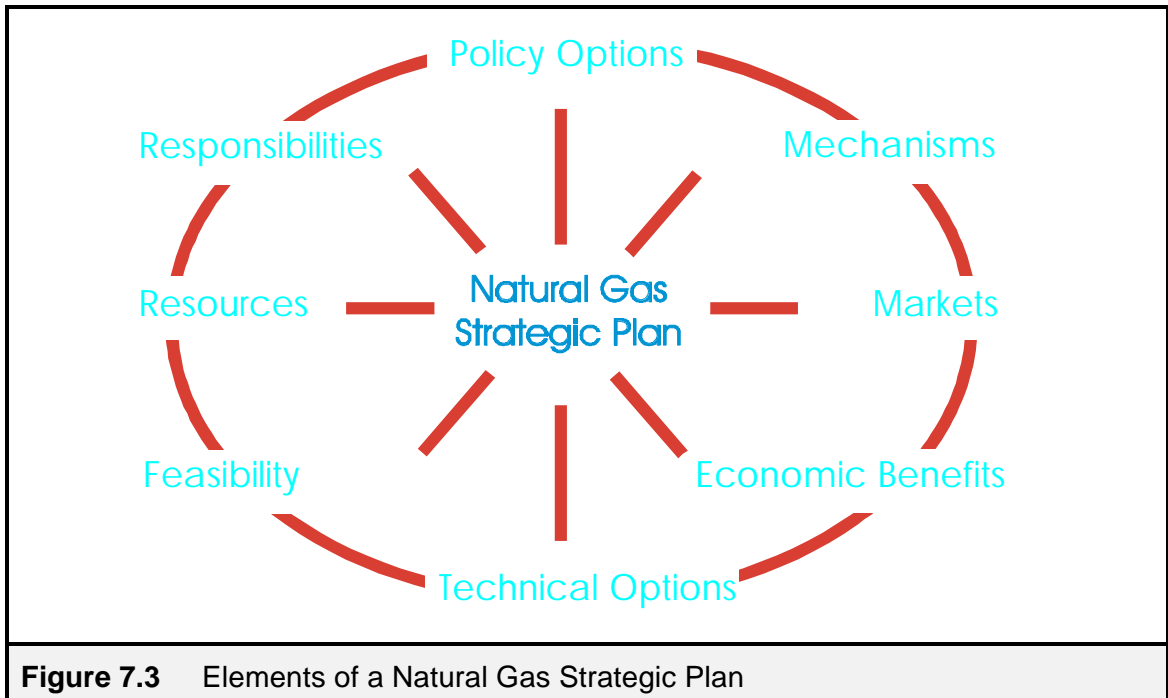 Policy Options
Responsibilities
Mechanisms
Resources
Natural Gas
Strategic Plan
Markets
Feasibility
Economic Benefits
Technical Options
Figure 7.3 Elements of a Natural Gas Strategic Plan